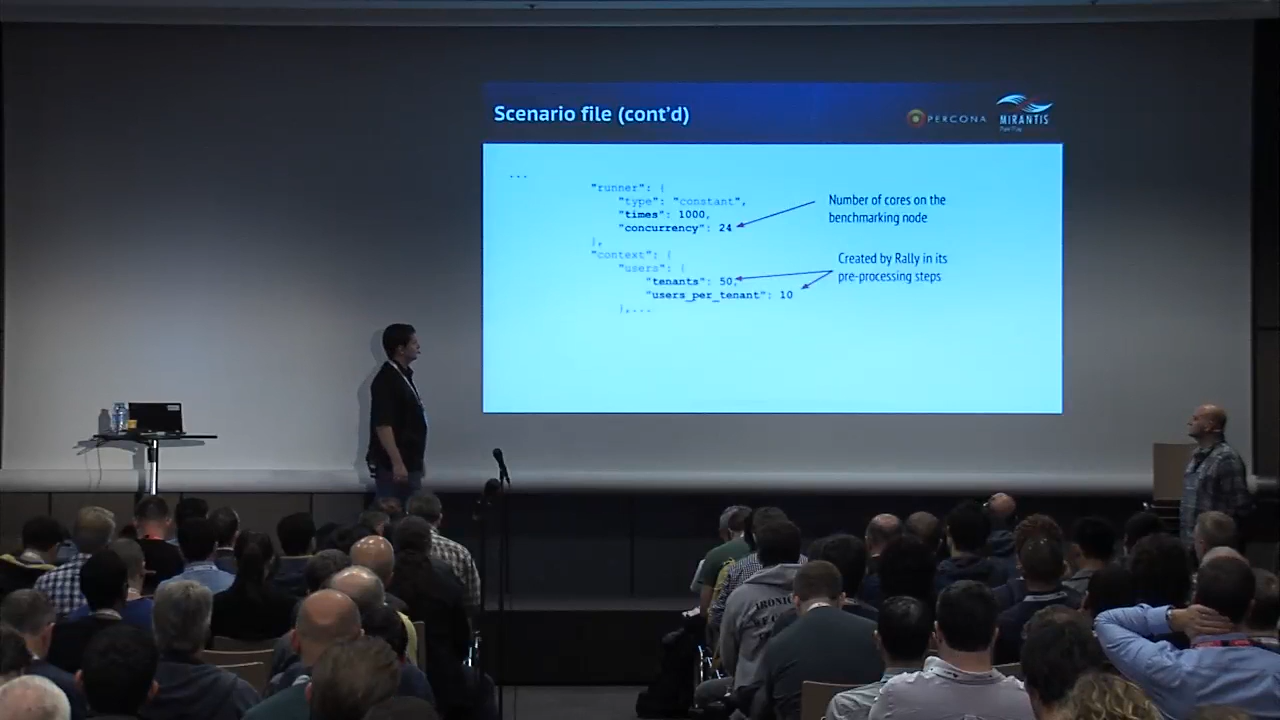 Scenario file (cont'd)
PERCONA
MIRANTIS
...
"runner": {
"type": "constant",
"times": 1000,
"concurrency": 24
},
"context": {
"users": {
"tenants": 50,
"users_per_tenant": 10
},...
Number of cores on the
benchmarking node
Created by Rally in its
pre-processing steps
IRONIC